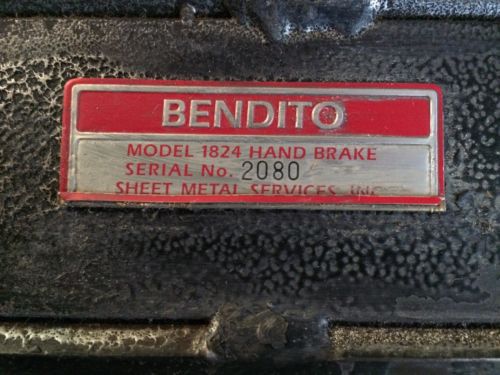 BENDITO
MODEL 1824 HAND BRAKE
SERIAL No. 2080
SHEET METAL SERVICES, INC